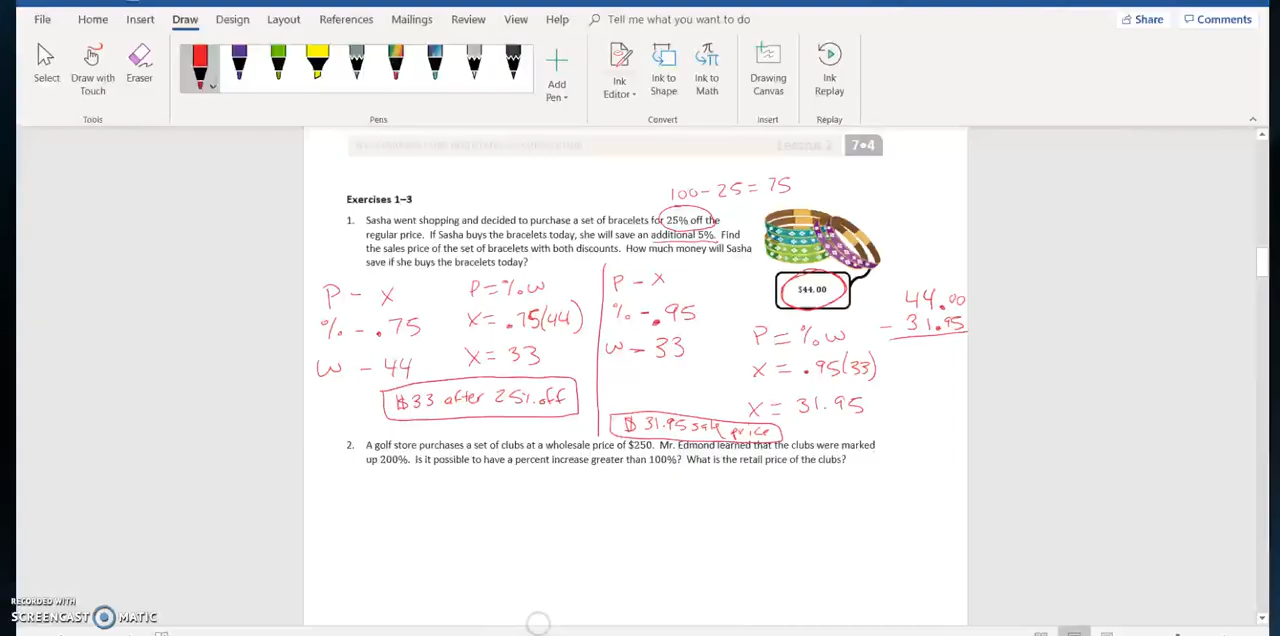 File Home Insert Draw Design Layout References Mailings Review View Help Tell me what you want to do Share Comments
Select Draw with Touch Eraser Add Pen Ink Editor Ink to Shape Ink to Math Drawing Canvas Ink Replay
Tools Pens Convert Insert Replay
Lesson 2 7•4
Exercises 1–3
100 - 25 = 75
1. Sasha went shopping and decided to purchase a set of bracelets for 25% off the
regular price. If Sasha buys the bracelets today, she will save an additional 5%. Find
the sales price of the set of bracelets with both discounts. How much money will Sasha
save if she buys the bracelets today?
$44.00
P - X
% - .75
W - 44
P = %.W
X = .75(44)
X = 33
$33 after 25% off
P - X
% - .95
W - 33
P = %.W
X = .95(33)
X = 31.95
$31.95 sale price
44.00
- 31.95
2. A golf store purchases a set of clubs at a wholesale price of $250. Mr. Edmond learned that the clubs were marked
up 200%. Is it possible to have a percent increase greater than 100%? What is the retail price of the clubs?
RECORDED WITH
SCREENCAST MATIC